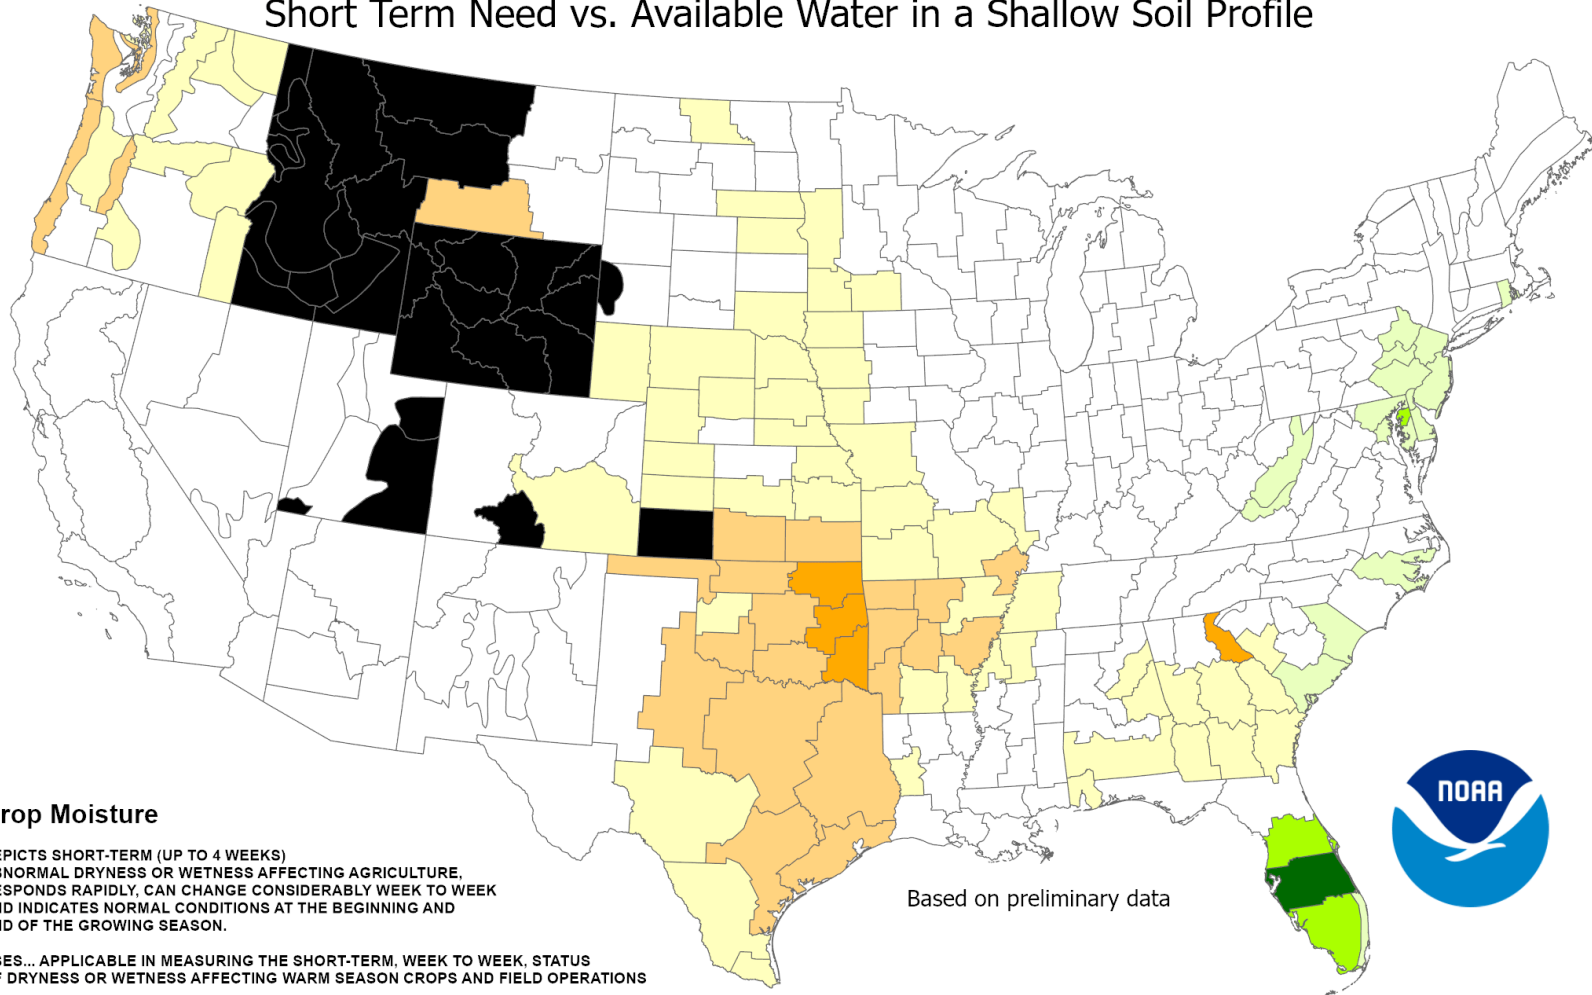 Short Term Need vs. Available Water in a Shallow Soil Profile
NOAA
rop Moisture
EPICTS SHORT-TERM (UP TO 4 WEEKS)
BNORMAL DRYNESS OR WETNESS AFFECTING AGRICULTURE,
ESPONDS RAPIDLY, CAN CHANGE CONSIDERABLY WEEK TO WEEK
ND INDICATES NORMAL CONDITIONS AT THE BEGINNING AND
ND OF THE GROWING SEASON.
Based on preliminary data
SES... APPLICABLE IN MEASURING THE SHORT-TERM, WEEK TO WEEK, STATUS
F DRYNESS OR WETNESS AFFECTING WARM SEASON CROPS AND FIELD OPERATIONS